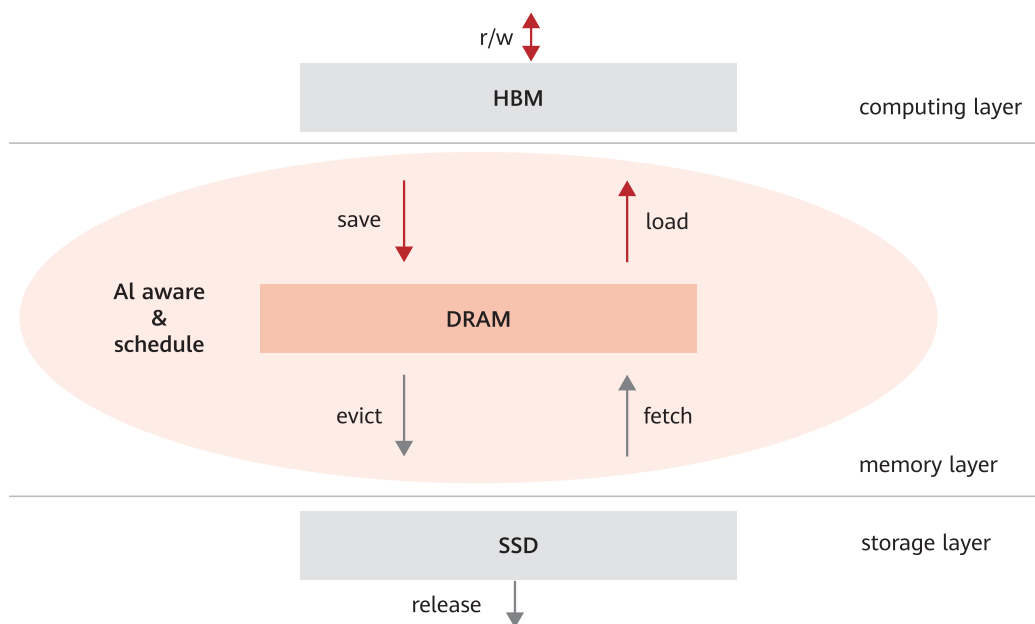 r/w
HBM
computing layer
save
load
AI aware
&
schedule
DRAM
evict
fetch
memory layer
SSD
storage layer
release